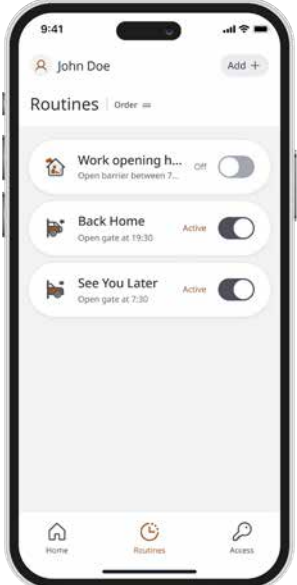 9:41
John Doe
Add +
Routines
Order
Work opening h...
Off
Open barrier between 7...
Back Home
Active
Open gate at 19:30
See You Later
Active
Open gate at 7:30
Home
Routines
Access